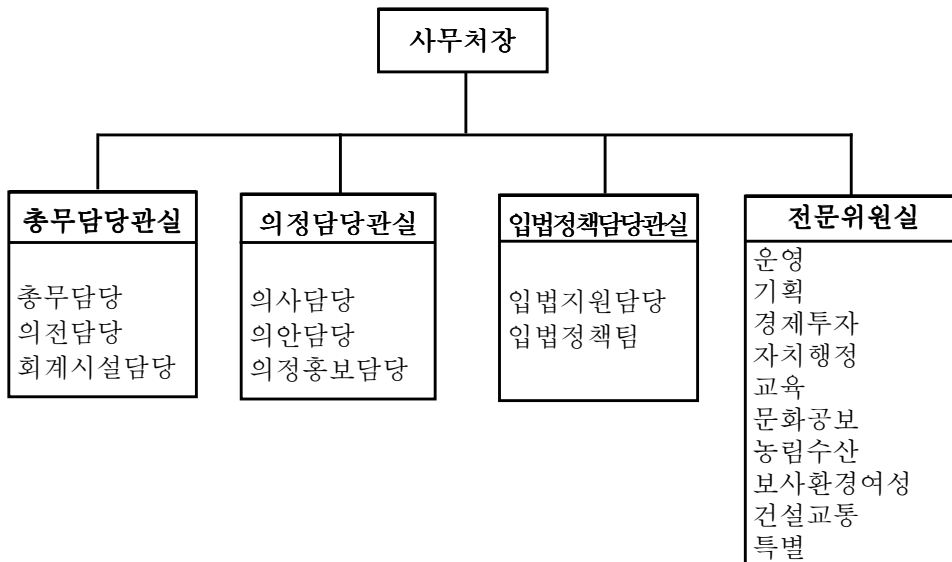 사무처장
총무담당관실
총무담당
의전담당
회계시설담당
의정담당관실
의사담당
의안담당
의정홍보담당
입법정책담당관실
입법지원담당
입법정책팀
전문위원실
운영
기획
경제투자
자치행정
교육
문화공보
농림수산
보사환경여성
건설교통
특별